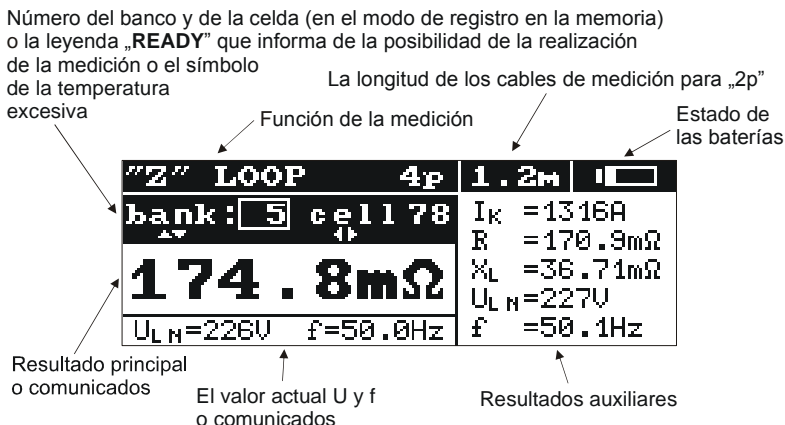 Número del banco y de la celda (en el modo de registro en la memoria)
o la leyenda „READY” que informa de la posibilidad de la realización
de la medición o el símbolo
de la temperatura
excesiva
La longitud de los cables de medición para „2p”
Función de la medición
Estado de
las baterías
"Z" LOOP 4p 1.2m
bank: 5 cell 78
174.8mΩ
UL N=226V f=50.0Hz
IK =1316A
R =170.9mΩ
XL =36.71mΩ
UL N=227V
f =50.1Hz
Resultado principal
o comunicados
El valor actual U y f
o comunicados
Resultados auxiliares